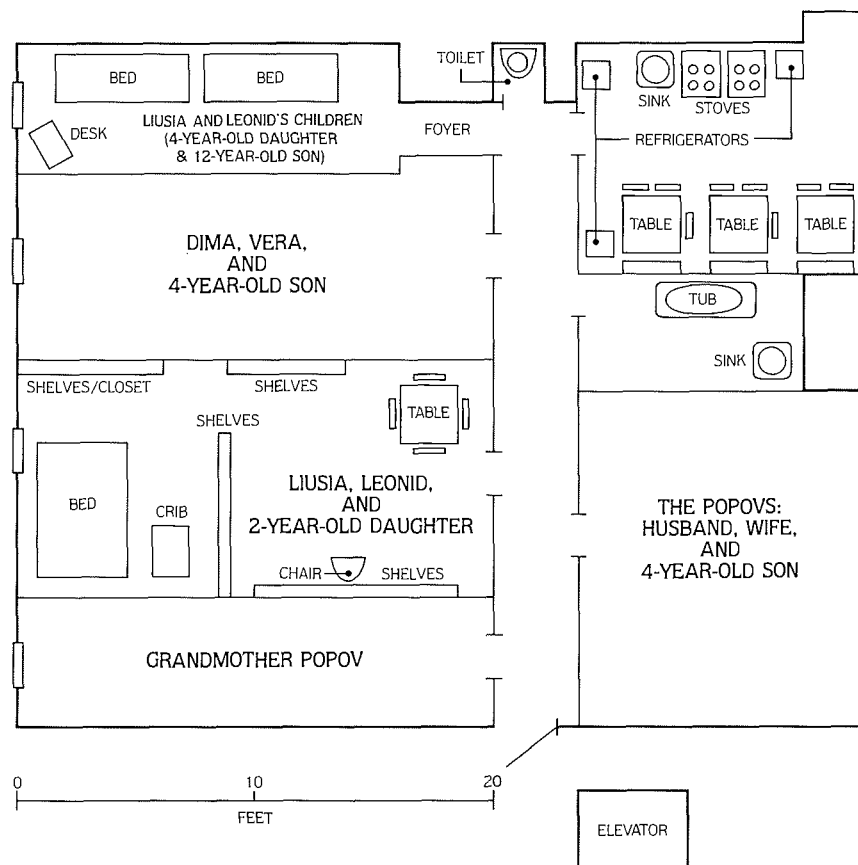 TOILET
BED
BED
SINK
STOVES
DESK
LIUSIA AND LEONID'S CHILDREN
(4-YEAR-OLD DAUGHTER
& 12-YEAR-OLD SON)
FOYER
REFRIGERATORS
DIMA, VERA,
AND
4-YEAR-OLD SON
TABLE
TABLE
TABLE
TUB
SINK
SHELVES/CLOSET
SHELVES
SHELVES
TABLE
BED
CRIB
LIUSIA, LEONID,
AND
2-YEAR-OLD DAUGHTER
CHAIR
SHELVES
THE POPOVS:
HUSBAND, WIFE,
AND
4-YEAR-OLD SON
GRANDMOTHER POPOV
0 10 20
FEET
ELEVATOR